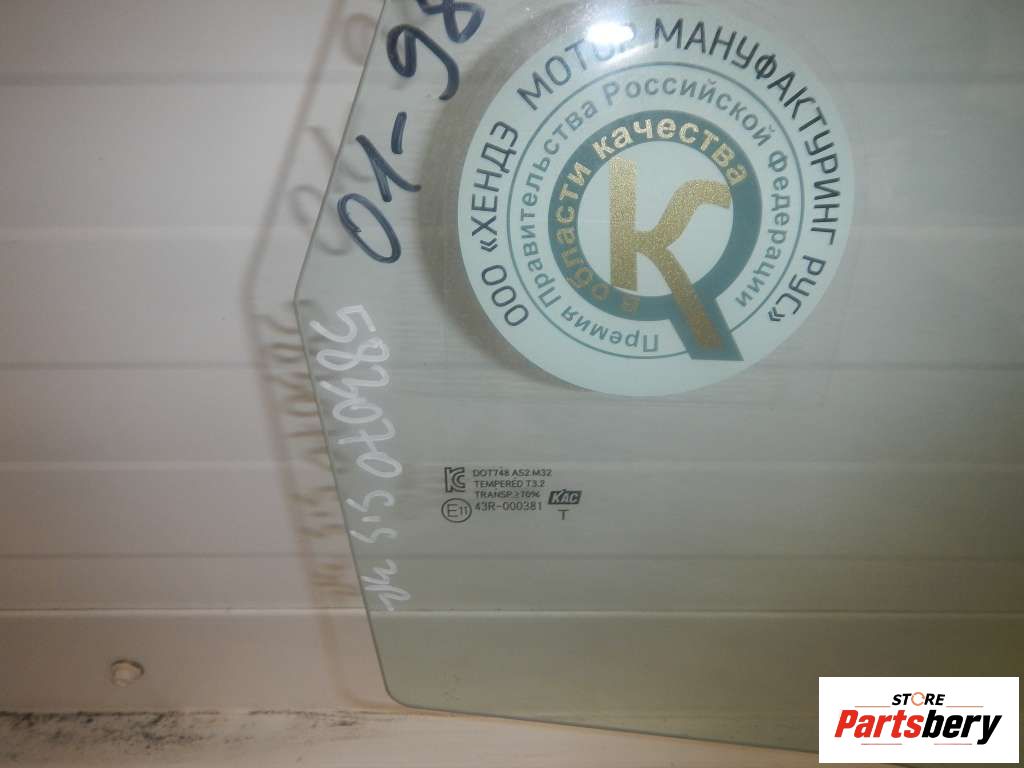 01-98
ООО «ХЕНДЭ МОТОР МАНУФАКТУРИНГ РУС»
Премия Правительства Российской Федерации
в области качества
К
DOT748 AS2 M32
TEMPERED T3.2
TRANSP.≥70%
E11 43R-000381 KAC
T
STORE
Partsbery